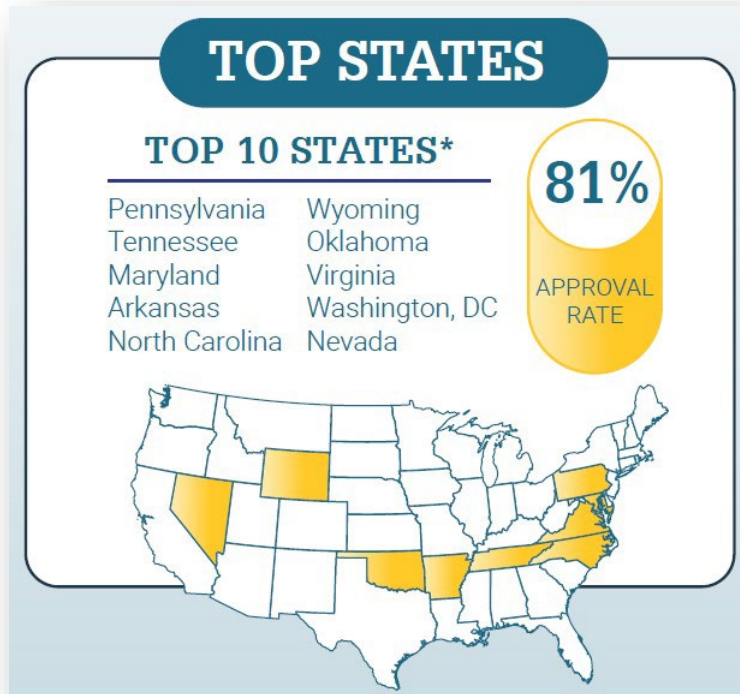 TOP STATES
TOP 10 STATES*
Pennsylvania
Tennessee
Maryland
Arkansas
North Carolina
Wyoming
Oklahoma
Virginia
Washington, DC
Nevada
81%
APPROVAL
RATE